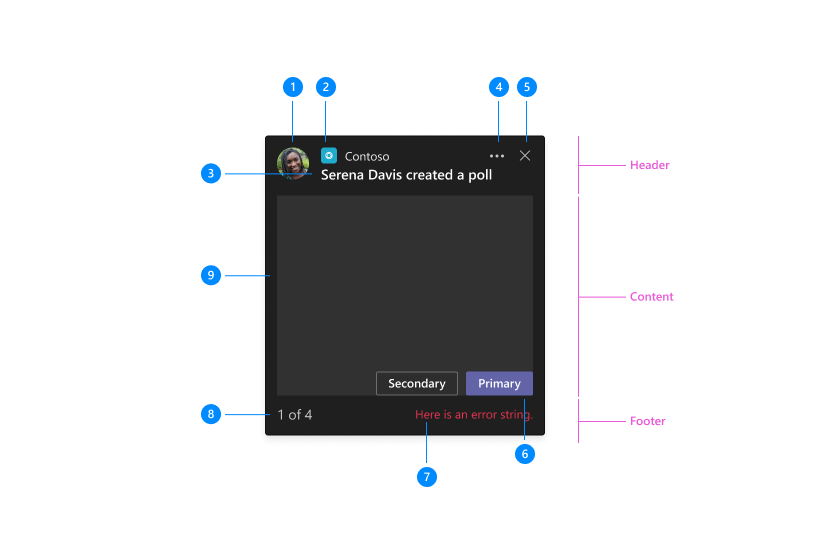 1
2
4
5
Contoso
Header
3
Serena Davis created a poll
9
Content
Secondary
Primary
8
1 of 4
Here is an error string.
Footer
6
7